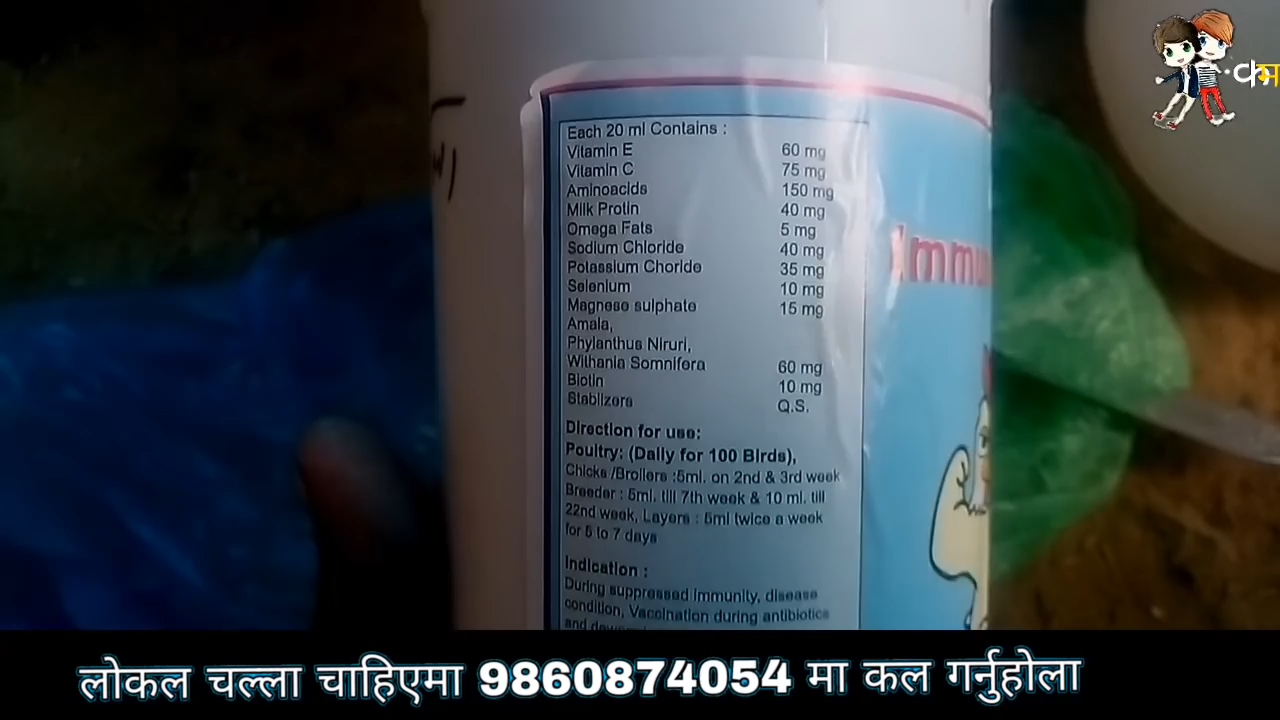 Each 20 ml Contains :
Vitamin E 60 mg
Vitamin C 75 mg
Aminoacids 150 mg
Milk Protin 40 mg
Omega Fats 5 mg
Sodium Chloride 40 mg
Potassium Choride 35 mg
Selenium 10 mg
Magnese sulphate 15 mg
Amala,
Phylanthus Niruri,
Withania Somnifera 60 mg
Biotin 10 mg
Stablizers Q.S.
Direction for use:
Poultry: (Daily for 100 Birds),
Chicks /Broilers :5ml. on 2nd & 3rd week
Breeder : 5ml. till 7th week & 10 ml. till
22nd week, Layers : 5ml twice a week
for 5 to 7 days
Indication :
During suppressed immunity, disease
condition, Vaccination during antibiotics
and
Immu
लोकल चल्ला चाहिएमा 9860874054 मा कल गर्नुहोला